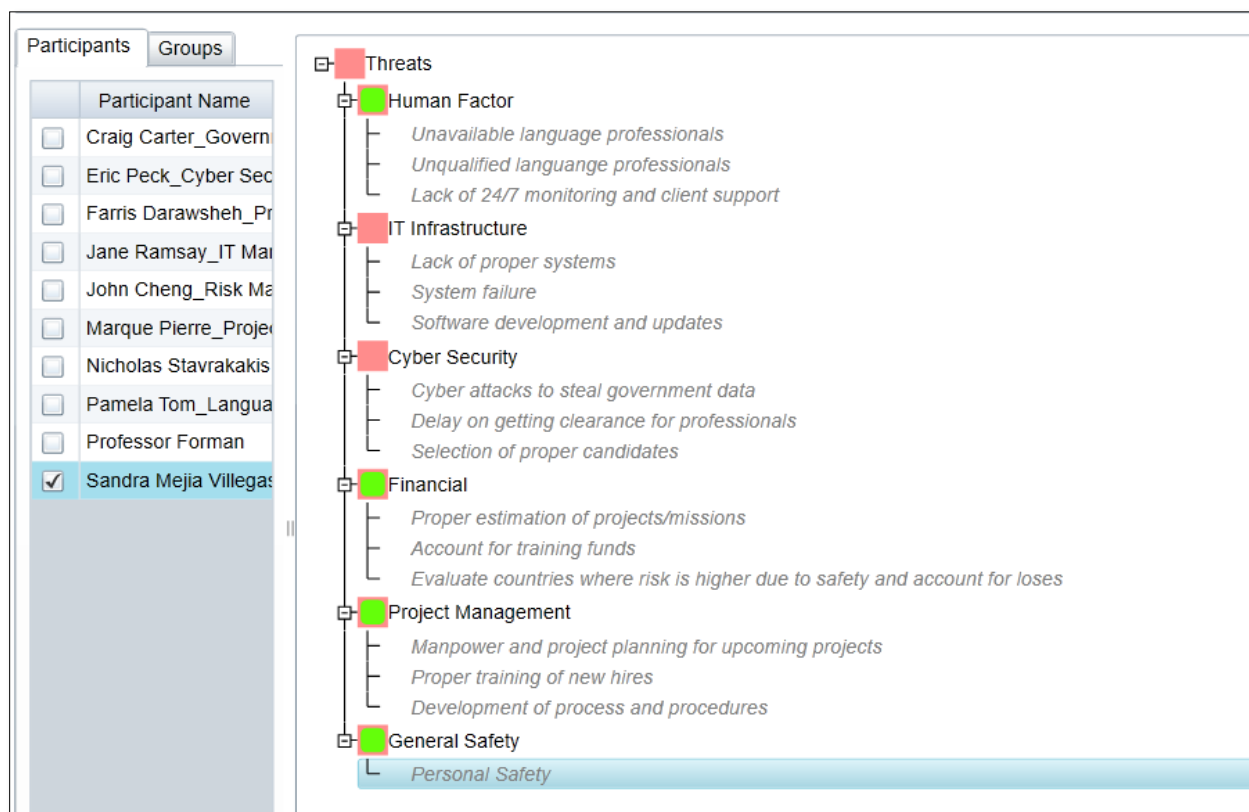 Participants
Groups
Participant Name
Craig Carter_Govern
Eric Peck_Cyber Sec
Farris Darawsheh_Pr
Jane Ramsay_IT Mar
John Cheng_Risk Ma
Marque Pierre_Proje
Nicholas Stavrakakis
Pamela Tom_Langua
Professor Forman
Sandra Mejia Villegas
Threats
Human Factor
Unavailable language professionals
Unqualified languange professionals
Lack of 24/7 monitoring and client support
IT Infrastructure
Lack of proper systems
System failure
Software development and updates
Cyber Security
Cyber attacks to steal government data
Delay on getting clearance for professionals
Selection of proper candidates
Financial
Proper estimation of projects/missions
Account for training funds
Evaluate countries where risk is higher due to safety and account for loses
Project Management
Manpower and project planning for upcoming projects
Proper training of new hires
Development of process and procedures
General Safety
Personal Safety